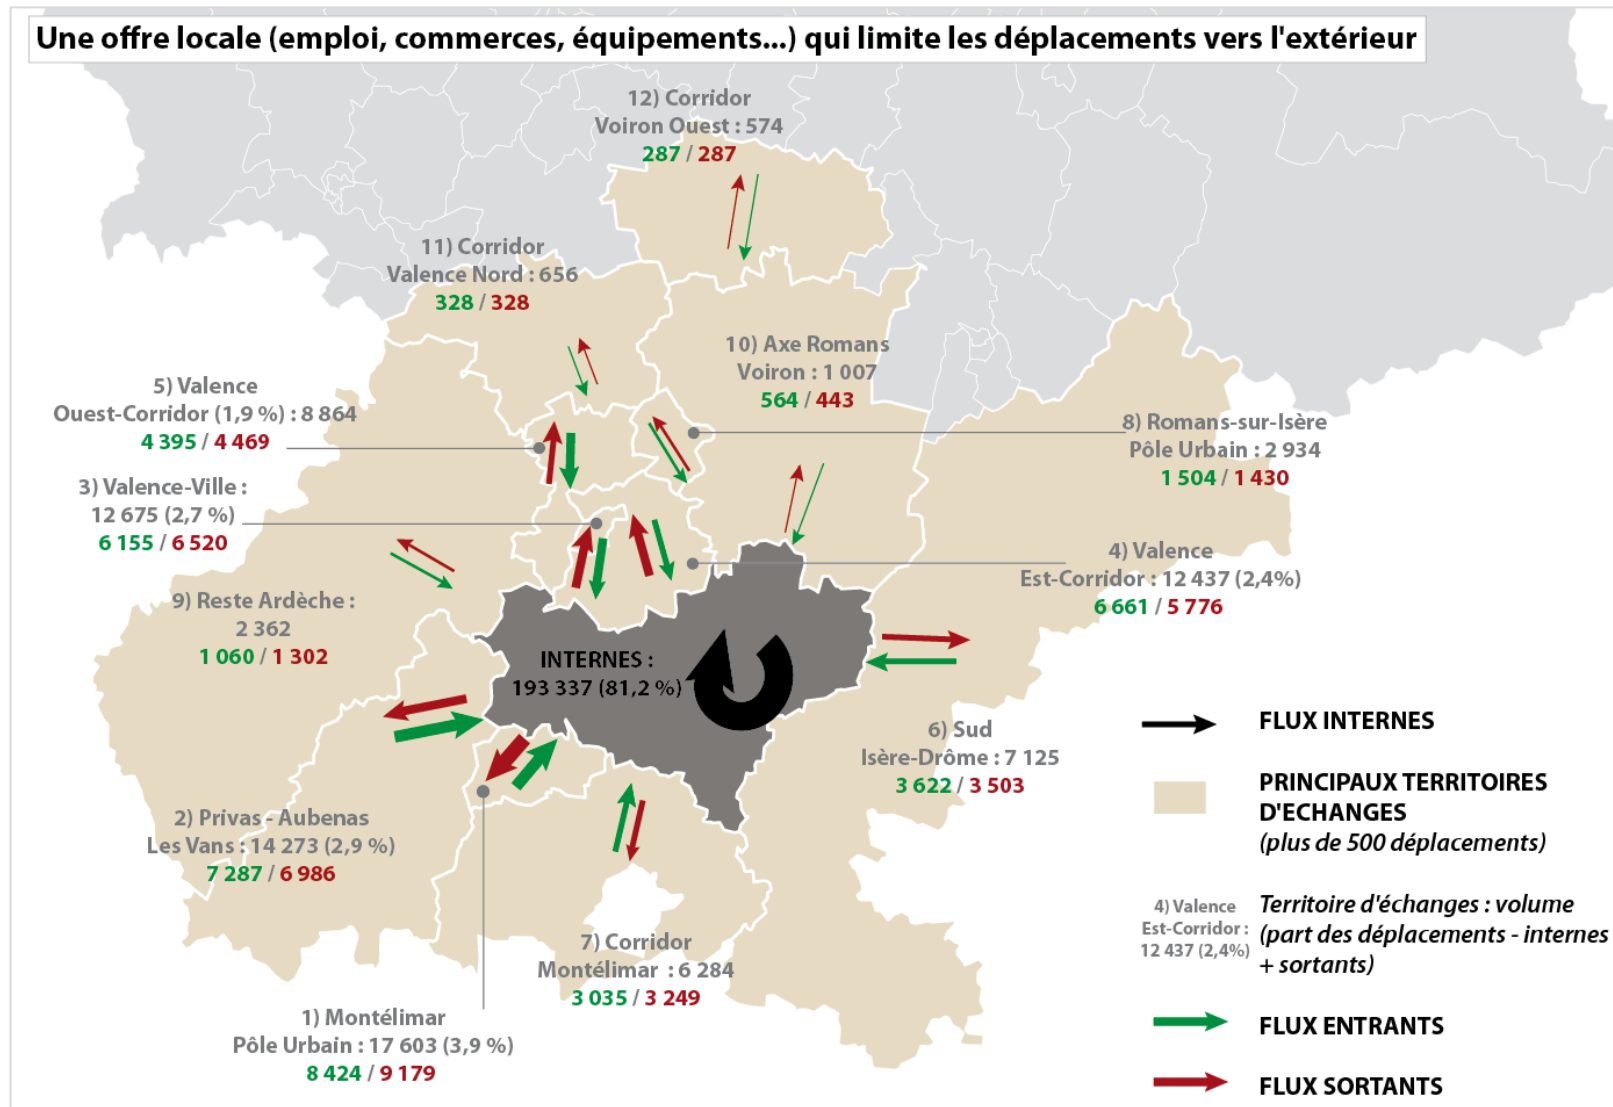 Une offre locale (emploi, commerces, équipements...) qui limite les déplacements vers l'extérieur
12) Corridor
Voiron Ouest : 574
287 / 287
11) Corridor
Valence Nord : 656
328 / 328
10) Axe Romans
Voiron : 1 007
564 / 443
5) Valence
Ouest-Corridor (1,9 %) : 8 864
4 395 / 4 469
8) Romans-sur-Isère
Pôle Urbain : 2 934
1 504 / 1 430
3) Valence-Ville :
12 675 (2,7 %)
6 155 / 6 520
4) Valence
Est-Corridor : 12 437 (2,4%)
6 661 / 5 776
9) Reste Ardèche :
2 362
1 060 / 1 302
INTERNES :
193 337 (81,2 %)
6) Sud
Isère-Drôme : 7 125
3 622 / 3 503
2) Privas - Aubenas
Les Vans : 14 273 (2,9 %)
7 287 / 6 986
7) Corridor
Montélimar : 6 284
3 035 / 3 249
1) Montélimar
Pôle Urbain : 17 603 (3,9 %)
8 424 / 9 179
FLUX INTERNES
PRINCIPAUX TERRITOIRES
D'ECHANGES
(plus de 500 déplacements)
4) Valence
Est-Corridor :
12 437 (2,4%)
Territoire d'échanges : volume
(part des déplacements - internes
+ sortants)
FLUX ENTRANTS
FLUX SORTANTS